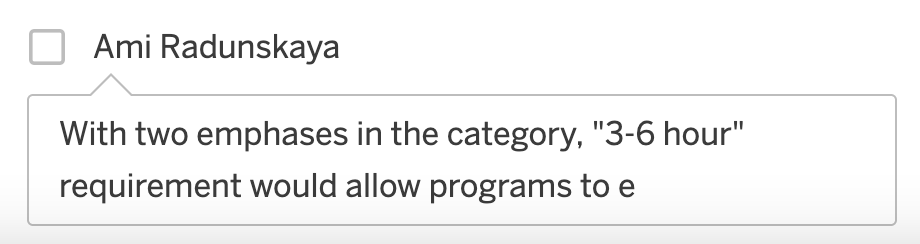 Ami Radunskaya
With two emphases in the category, "3-6 hour"
requirement would allow programs to e